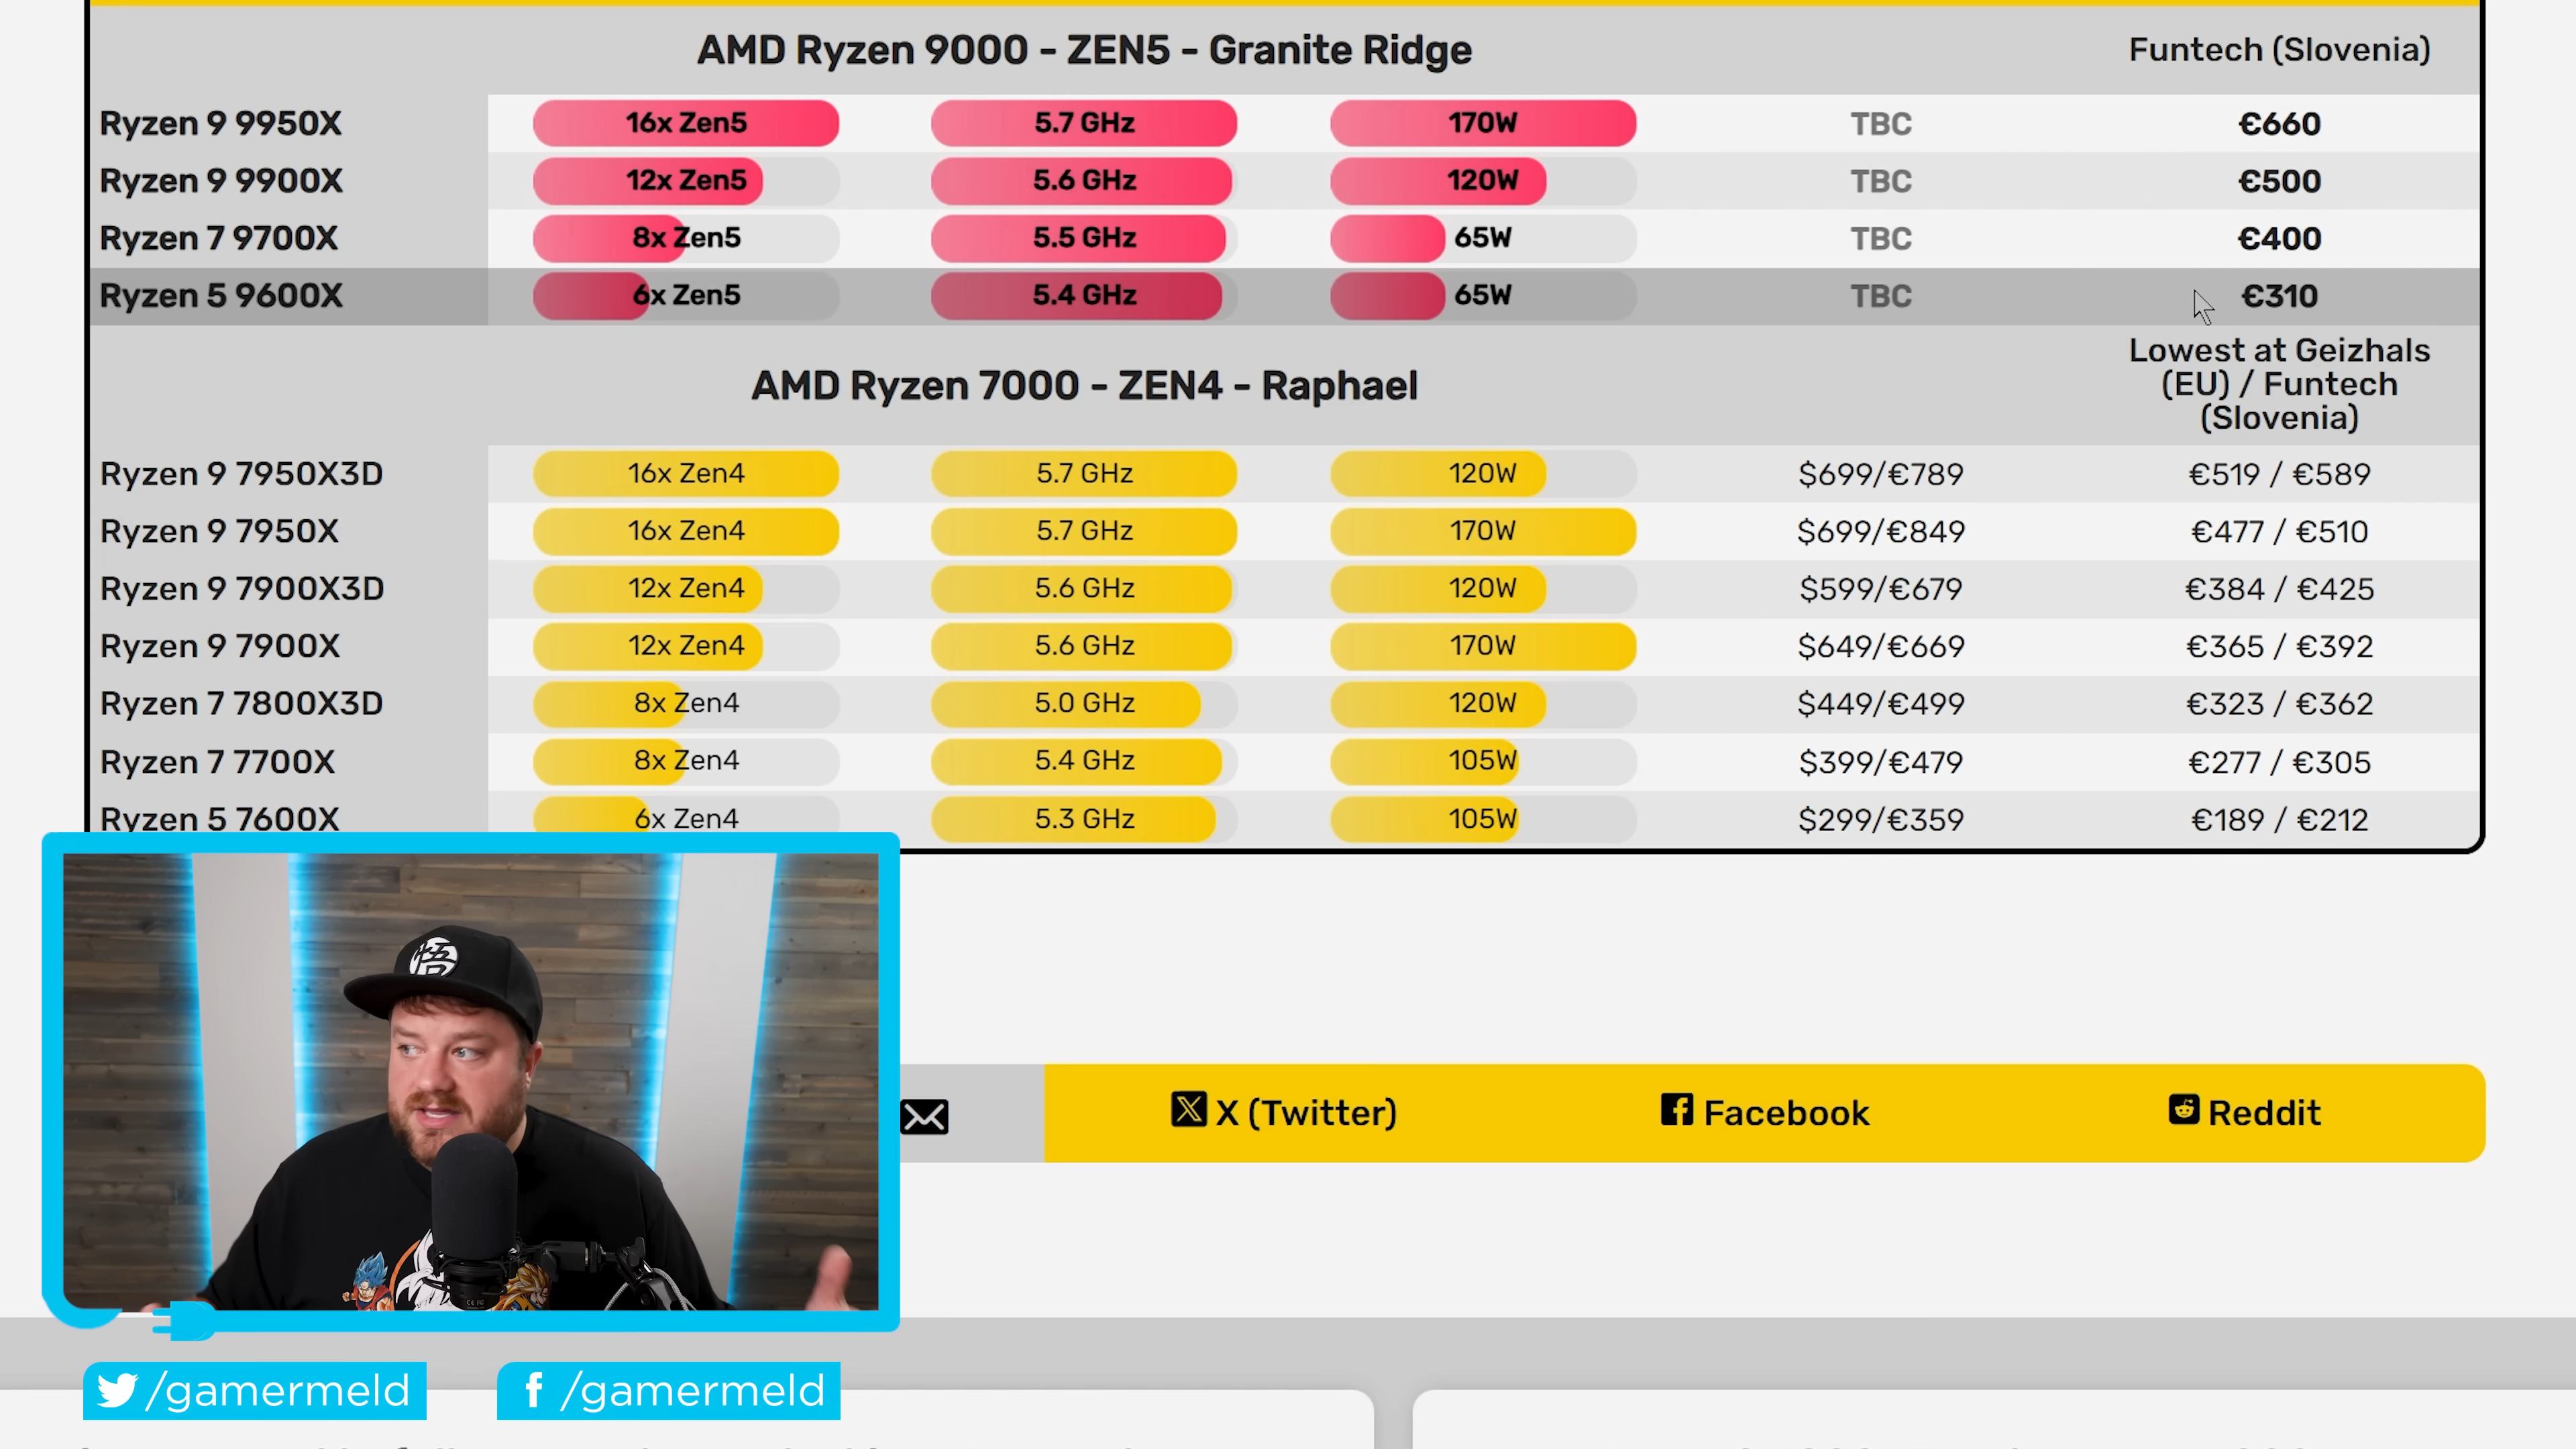 AMD Ryzen 9000 - ZEN5 - Granite Ridge Funtech (Slovenia)
Ryzen 9 9950X 16x Zen5 5.7 GHz 170W TBC €660
Ryzen 9 9900X 12x Zen5 5.6 GHz 120W TBC €500
Ryzen 7 9700X 8x Zen5 5.5 GHz 65W TBC €400
Ryzen 5 9600X 6x Zen5 5.4 GHz 65W TBC €310
AMD Ryzen 7000 - ZEN4 - Raphael
Lowest at Geizhals
(EU) / Funtech
(Slovenia)
Ryzen 9 7950X3D 16x Zen4 5.7 GHz 120W $699/€789 €519 / €589
Ryzen 9 7950X 16x Zen4 5.7 GHz 170W $699/€849 €477 / €510
Ryzen 9 7900X3D 12x Zen4 5.6 GHz 120W $599/€679 €384 / €425
Ryzen 9 7900X 12x Zen4 5.6 GHz 170W $649/€669 €365 / €392
Ryzen 7 7800X3D 8x Zen4 5.0 GHz 120W $449/€499 €323 / €362
Ryzen 7 7700X 8x Zen4 5.4 GHz 105W $399/€479 €277 / €305
Ryzen 5 7600X 6x Zen4 5.3 GHz 105W $299/€359 €189 / €212
悟
X (Twitter) Facebook Reddit
/gamermeld /gamermeld